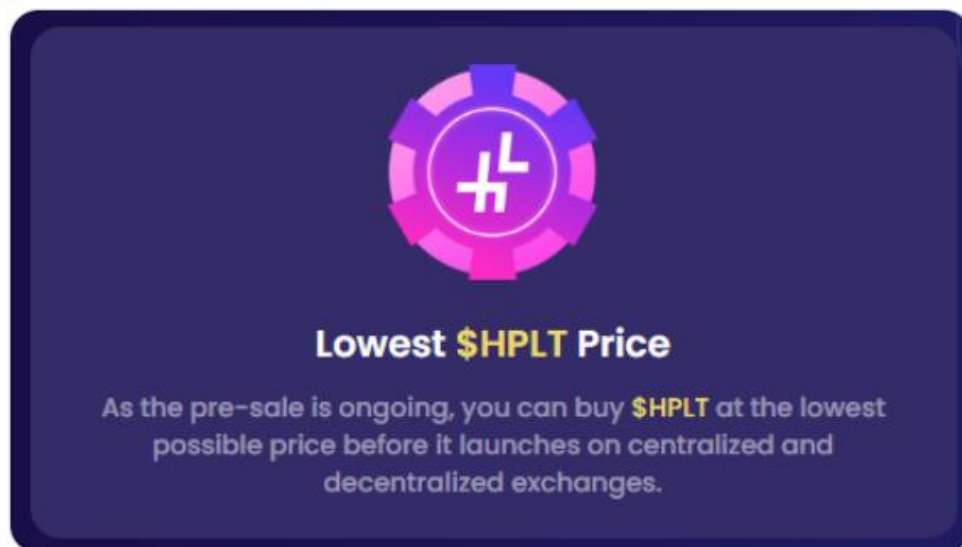 Lowest $HPLT Price
As the pre-sale is ongoing, you can buy $HPLT at the lowest
possible price before it launches on centralized and
decentralized exchanges.